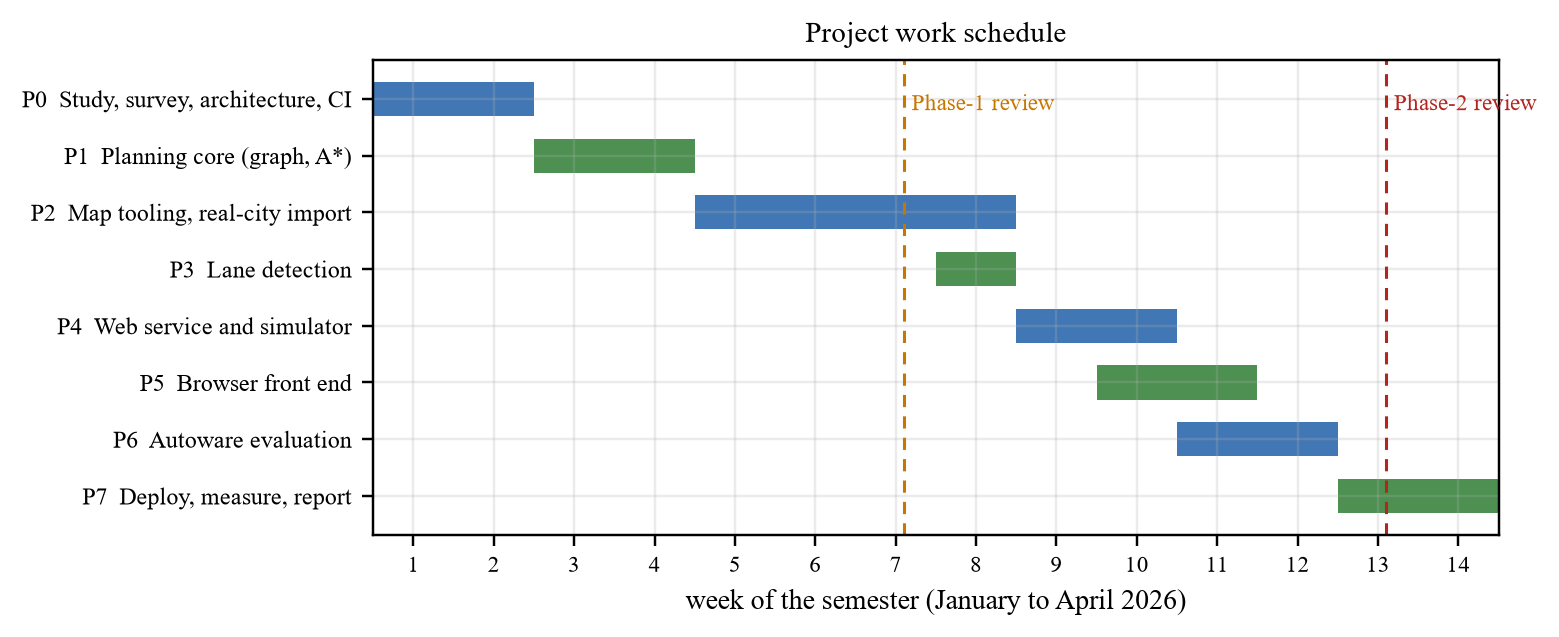 Project work schedule
P0 Study, survey, architecture, CI
Phase-1 review
Phase-2 review
P1 Planning core (graph, A*)
P2 Map tooling, real-city import
P3 Lane detection
P4 Web service and simulator
P5 Browser front end
P6 Autoware evaluation
P7 Deploy, measure, report
1 2 3 4 5 6 7 8 9 10 11 12 13 14
week of the semester (January to April 2026)